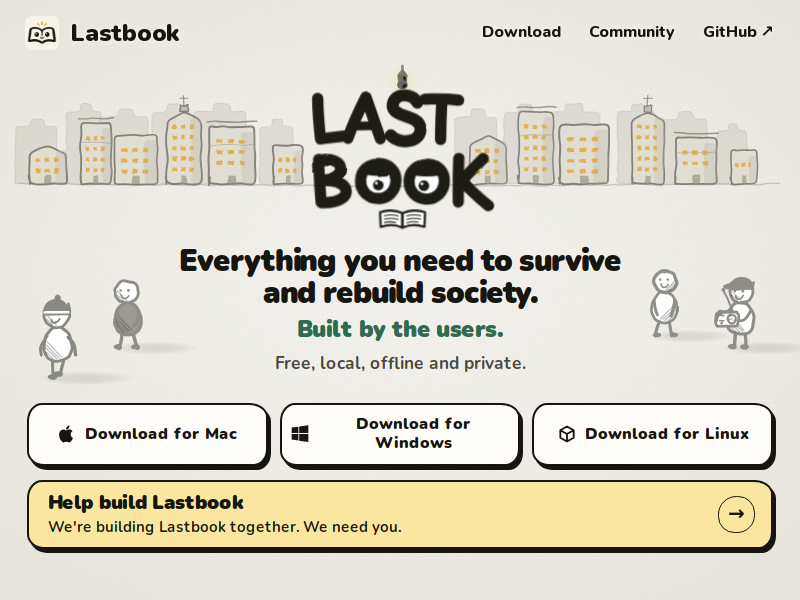 Lastbook
Download
Community
GitHub ↗
LAST
BOOK
Everything you need to survive
and rebuild society.
Built by the users.
Free, local, offline and private.
Download for Mac
Download for
Windows
Download for Linux
Help build Lastbook
We're building Lastbook together. We need you.
→